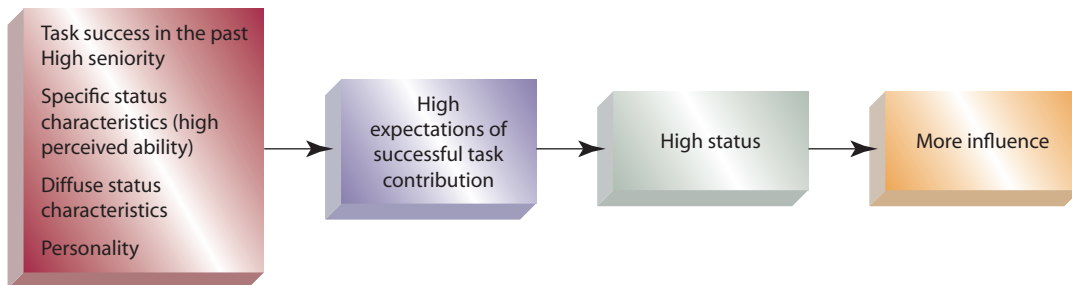 Task success in the past
High seniority
Specific status
characteristics (high
perceived ability)
Diffuse status
characteristics
Personality
High
expectations of
successful task
contribution
High status
More influence